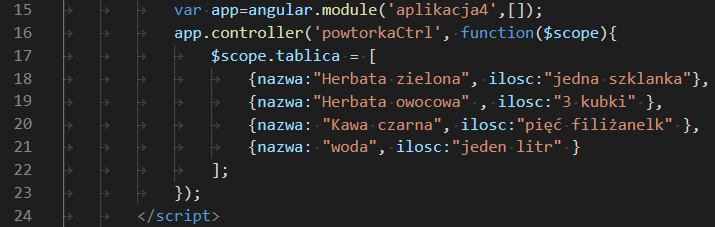 15 var app=angular.module('aplikacja4',[]);
16 app.controller('powtorkaCtrl', function($scope){
17 $scope.tablica = [
18 {nazwa:"Herbata zielona", ilosc:"jedna szklanka"},
19 {nazwa:"Herbata owocowa" , ilosc:"3 kubki" },
20 {nazwa: "Kawa czarna", ilosc:"pięć filiżanelk" },
21 {nazwa: "woda", ilosc:"jeden litr" }
22 ];
23 });
24 </script>